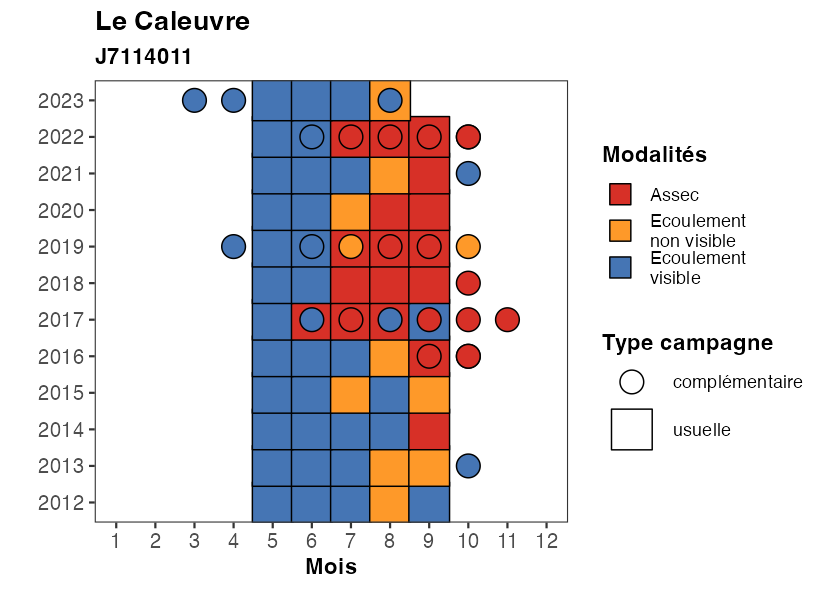 Le Caleuvre
J7114011
2023
2022
2021
2020
2019
2018
2017
2016
2015
2014
2013
2012
1 2 3 4 5 6 7 8 9 10 11 12
Mois
Modalités
Assec
Ecoulement
non visible
Ecoulement
visible
Type campagne
complémentaire
usuelle